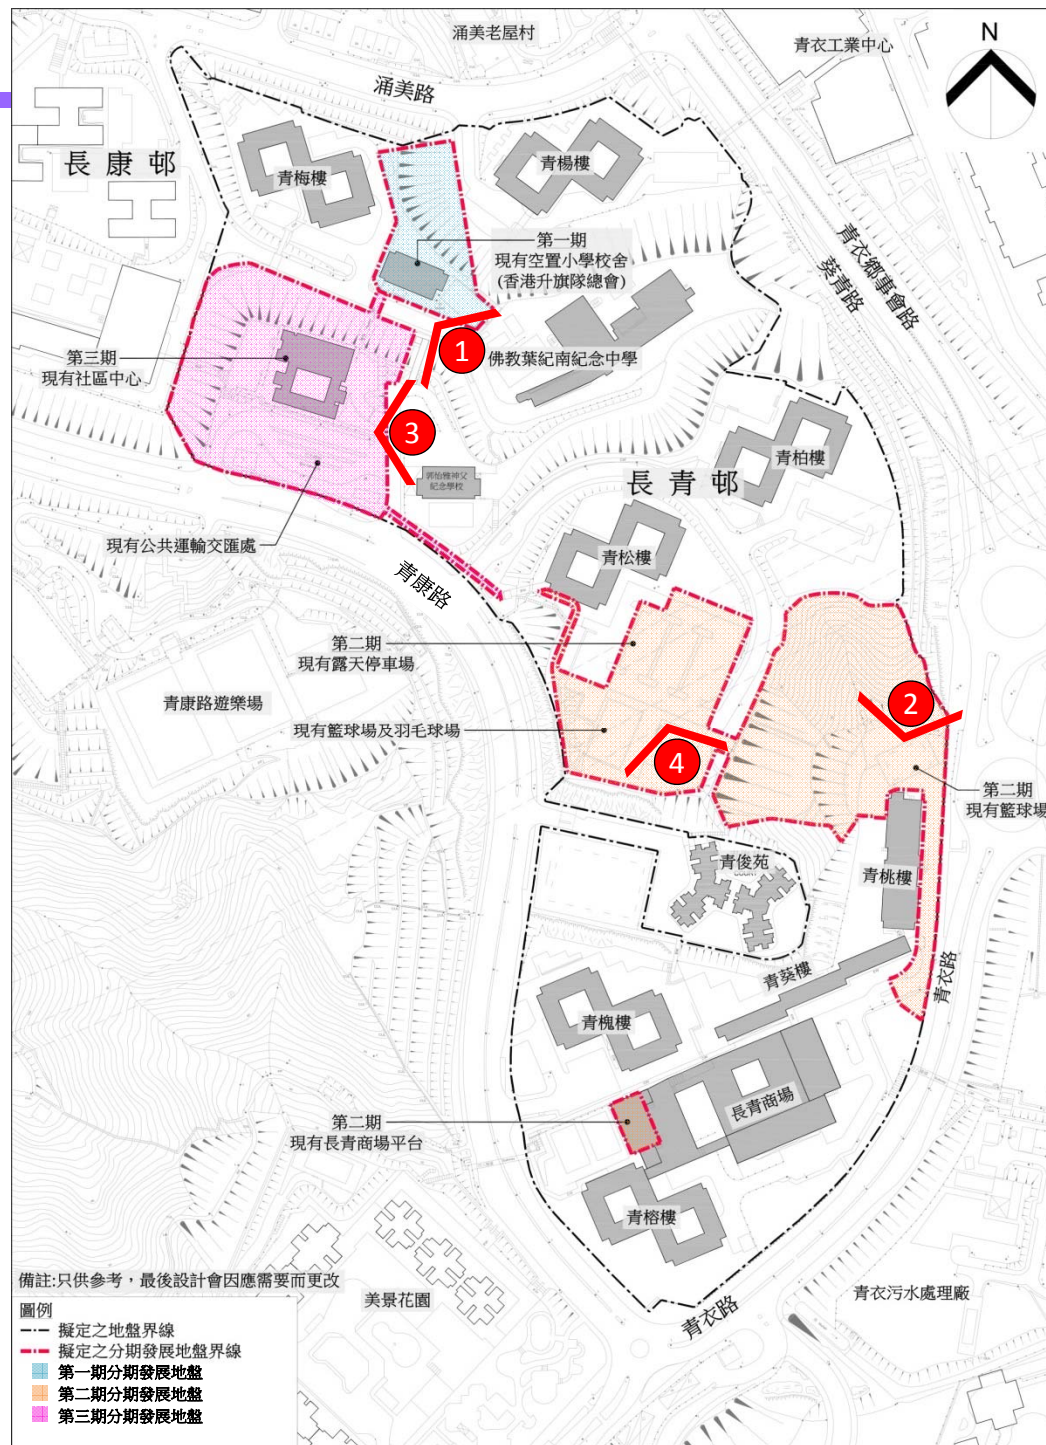 涌美老屋村
青衣工業中心
N
涌美路
長康邨
青梅樓
青楊樓
第一期
現有空置小學校舍
(香港升旗隊總會)
青衣鄉事會路
葵青路
1
佛教葉紀南紀念中學
第三期
現有社區中心
3
郭怡雅神父
紀念學校
青柏樓
長青邨
現有公共運輸交匯處
青松樓
青康路
第二期
現有露天停車場
青康路遊樂場
現有籃球場及羽毛球場
2
4
第二期
現有籃球場
青俊苑
青桃樓
青葵樓
青衣路
青槐樓
長青商場
第二期
現有長青商場平台
青榕樓
備註:只供參考，最後設計會因應需要而更改
美景花園
青衣污水處理廠
青衣路
圖例
擬定之地盤界線
擬定之分期發展地盤界線
第一期分期發展地盤
第二期分期發展地盤
第三期分期發展地盤